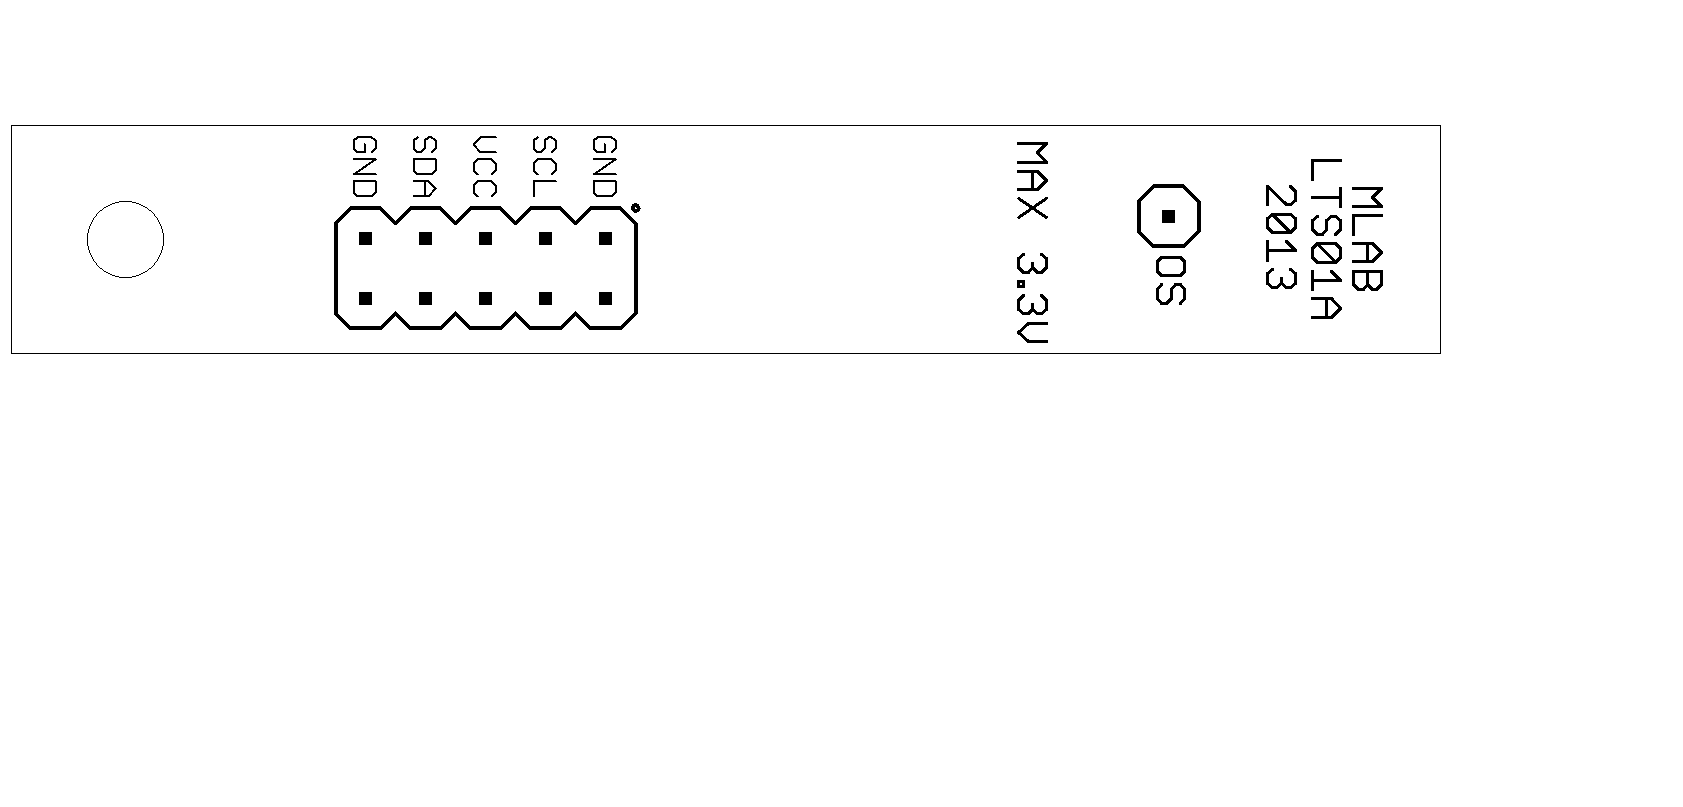 GND
SDA
VCC
SCL
GND
MAX 3.3V
OS
MLAB
LTS01A
2013